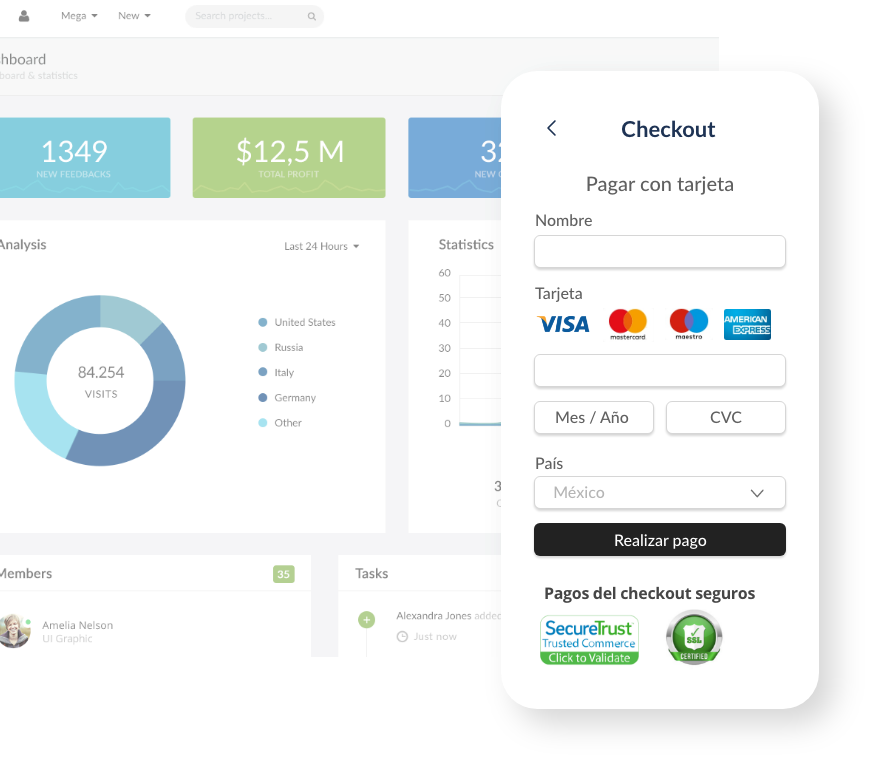 Mega
New
Search projects...
hboard
board & statistics
1349
NEW FEEDBACKS
$12,5 M
TOTAL PROFIT
NEW
Analysis
Last 24 Hours
84.254
VISITS
United States
Russia
Italy
Germany
Other
Statistics
60
50
40
30
20
10
0
3
Members
35
Amelia Nelson
UI Graphic
Tasks
Alexandra Jones added
Just now
Checkout
Pagar con tarjeta
Nombre
Tarjeta
VISA
mastercard
maestro
AMERICAN
EXPRESS
Mes / Año
CVC
País
México
Realizar pago
Pagos del checkout seguros
SecureTrust
Trusted Commerce
Click to Validate
SSL
CERTIFIED